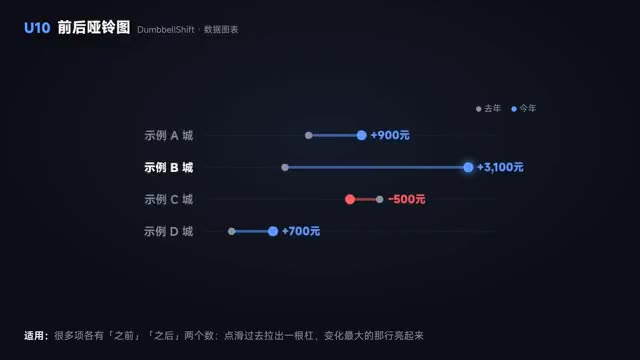 U10 前后哑铃图 DumbbellShift · 数据图表
去年 今年
示例 A 城 +900元
示例 B 城 +3,100元
示例 C 城 -500元
示例 D 城 +700元
适用：很多项各有「之前」「之后」两个数：点滑过去拉出一根杠，变化最大的那行亮起来